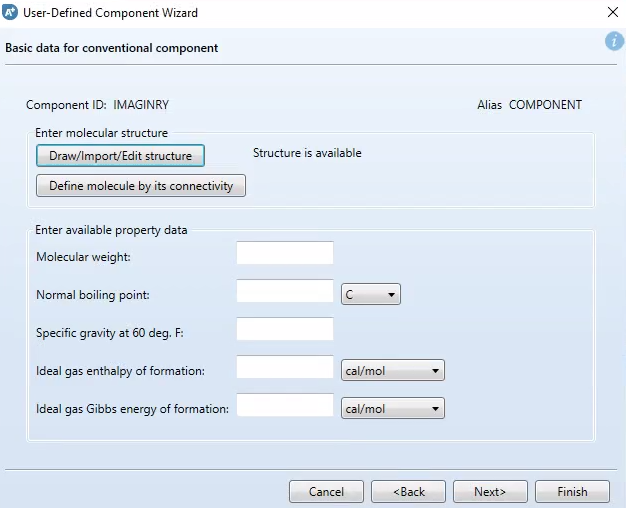 A+ User-Defined Component Wizard
Basic data for conventional component
i
Component ID: IMAGINRY Alias COMPONENT
Enter molecular structure
Draw/Import/Edit structure Structure is available
Define molecule by its connectivity
Enter available property data
Molecular weight:
Normal boiling point: C
Specific gravity at 60 deg. F:
Ideal gas enthalpy of formation: cal/mol
Ideal gas Gibbs energy of formation: cal/mol
Cancel <Back Next> Finish